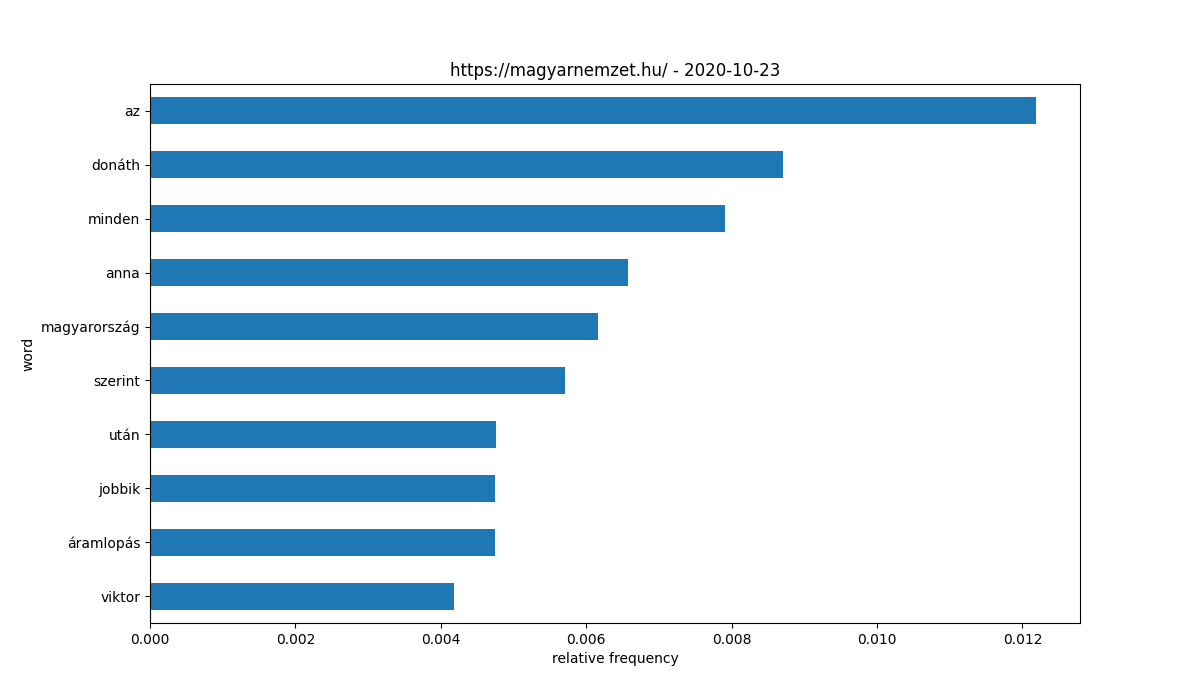 https://magyarnemzet.hu/ - 2020-10-23
az
donáth
minden
anna
magyarország
szerint
után
jobbik
áramlopás
viktor
word
0.000 0.002 0.004 0.006 0.008 0.010 0.012
relative frequency